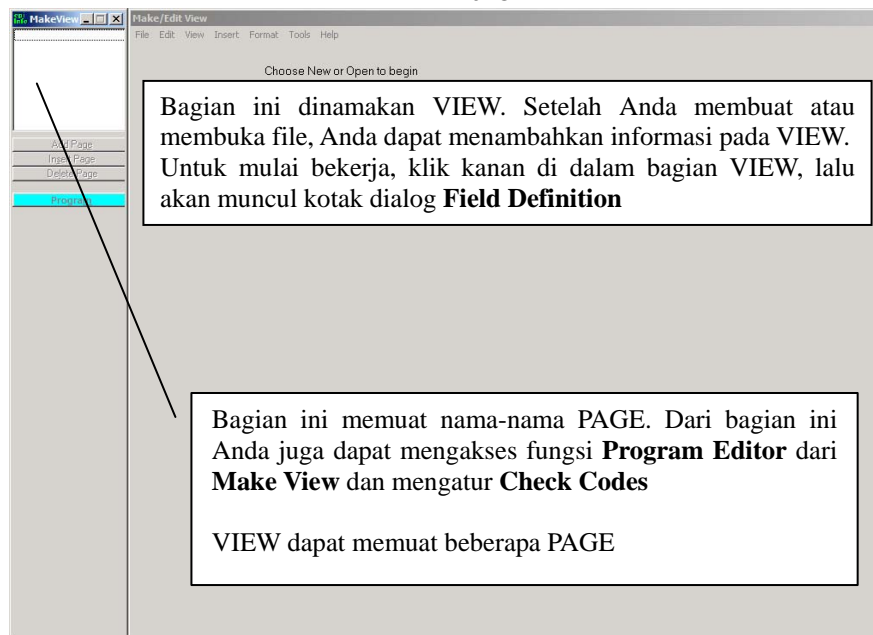 MakeView
Make/Edit View
File Edit View Insert Format Tools Help
Choose New or Open to begin
Bagian ini dinamakan VIEW. Setelah Anda membuat atau
membuka file, Anda dapat menambahkan informasi pada VIEW.
Untuk mulai bekerja, klik kanan di dalam bagian VIEW, lalu
akan muncul kotak dialog Field Definition
Add Page
Insert Page
Delete Page
Program
Bagian ini memuat nama-nama PAGE. Dari bagian ini
Anda juga dapat mengakses fungsi Program Editor dari
Make View dan mengatur Check Codes
VIEW dapat memuat beberapa PAGE